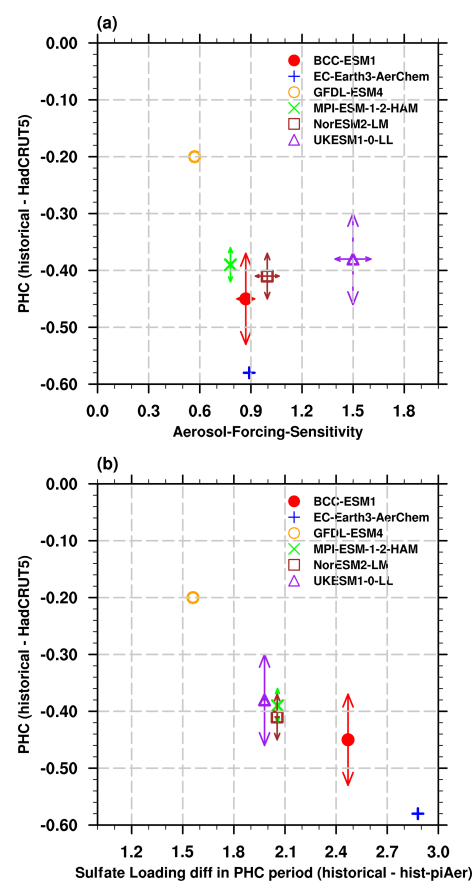 (a)
0.00
-0.10
-0.20
-0.30
-0.40
-0.50
-0.60
PHC (historical - HadCRUT5)
BCC-ESM1
EC-Earth3-AerChem
GFDL-ESM4
MPI-ESM-1-2-HAM
NorESM2-LM
UKESM1-0-LL
0.0 0.3 0.6 0.9 1.2 1.5 1.8
Aerosol-Forcing-Sensitivity
(b)
0.00
-0.10
-0.20
-0.30
-0.40
-0.50
-0.60
PHC (historical - HadCRUT5)
BCC-ESM1
EC-Earth3-AerChem
GFDL-ESM4
MPI-ESM-1-2-HAM
NorESM2-LM
UKESM1-0-LL
1.2 1.5 1.8 2.1 2.4 2.7 3.0
Sulfate Loading diff in PHC period (historical - hist-piAer)